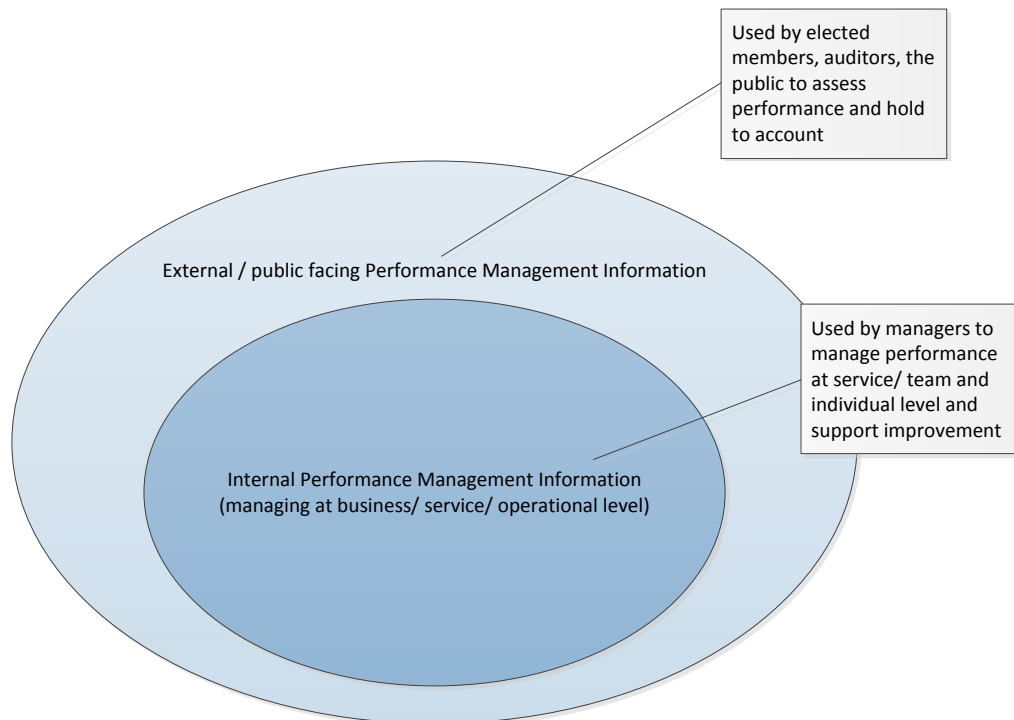 Used by elected
members, auditors, the
public to assess
performance and hold
to account
External / public facing Performance Management Information
Used by managers to
manage performance
at service/ team and
individual level and
support improvement
Internal Performance Management Information
(managing at business/ service/ operational level)